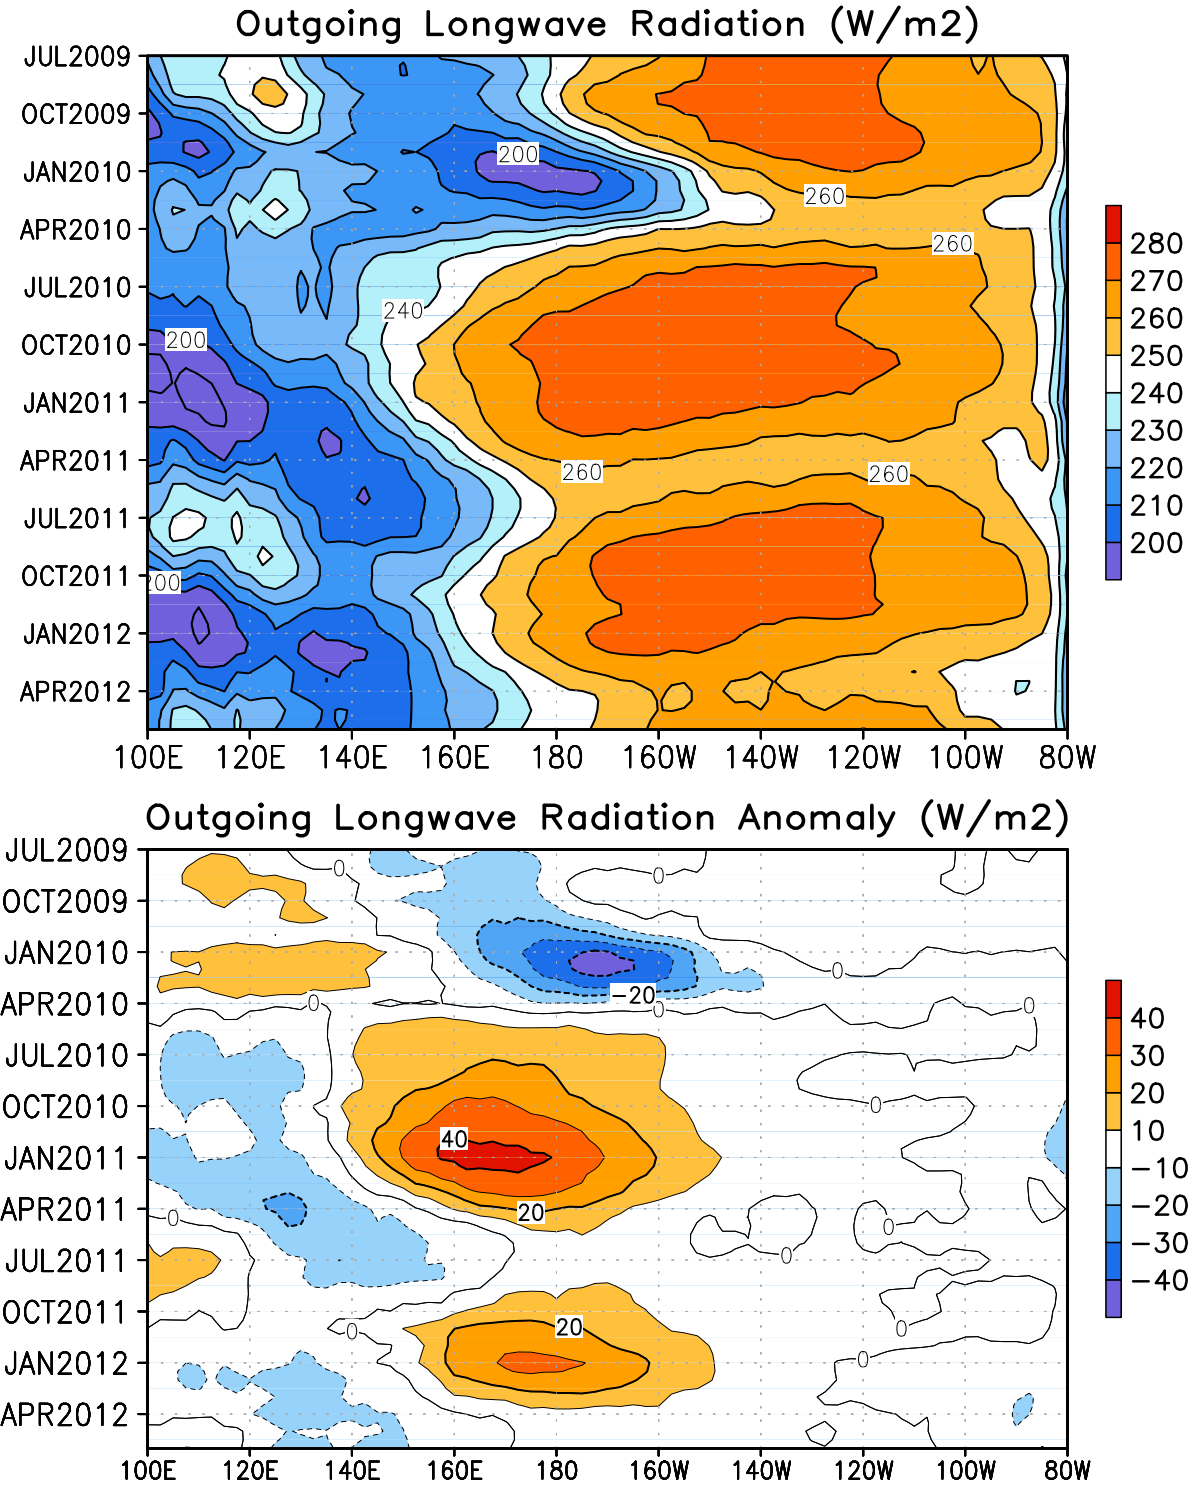 Outgoing Longwave Radiation (W/m2)
JUL2009
OCT2009
JAN2010
APR2010
JUL2010
OCT2010
JAN2011
APR2011
JUL2011
OCT2011
JAN2012
APR2012
200
260
260
240
200
260
260
200
280
270
260
250
240
230
220
210
200
100E 120E 140E 160E 180 160W 140W 120W 100W 80W
Outgoing Longwave Radiation Anomaly (W/m2)
JUL2009
OCT2009
JAN2010
APR2010
JUL2010
OCT2010
JAN2011
APR2011
JUL2011
OCT2011
JAN2012
APR2012
0
0
0
-20
0
0
0
0
40
20
0
0
0
20
0
0
0
40
30
20
10
-10
-20
-30
-40
100E 120E 140E 160E 180 160W 140W 120W 100W 80W